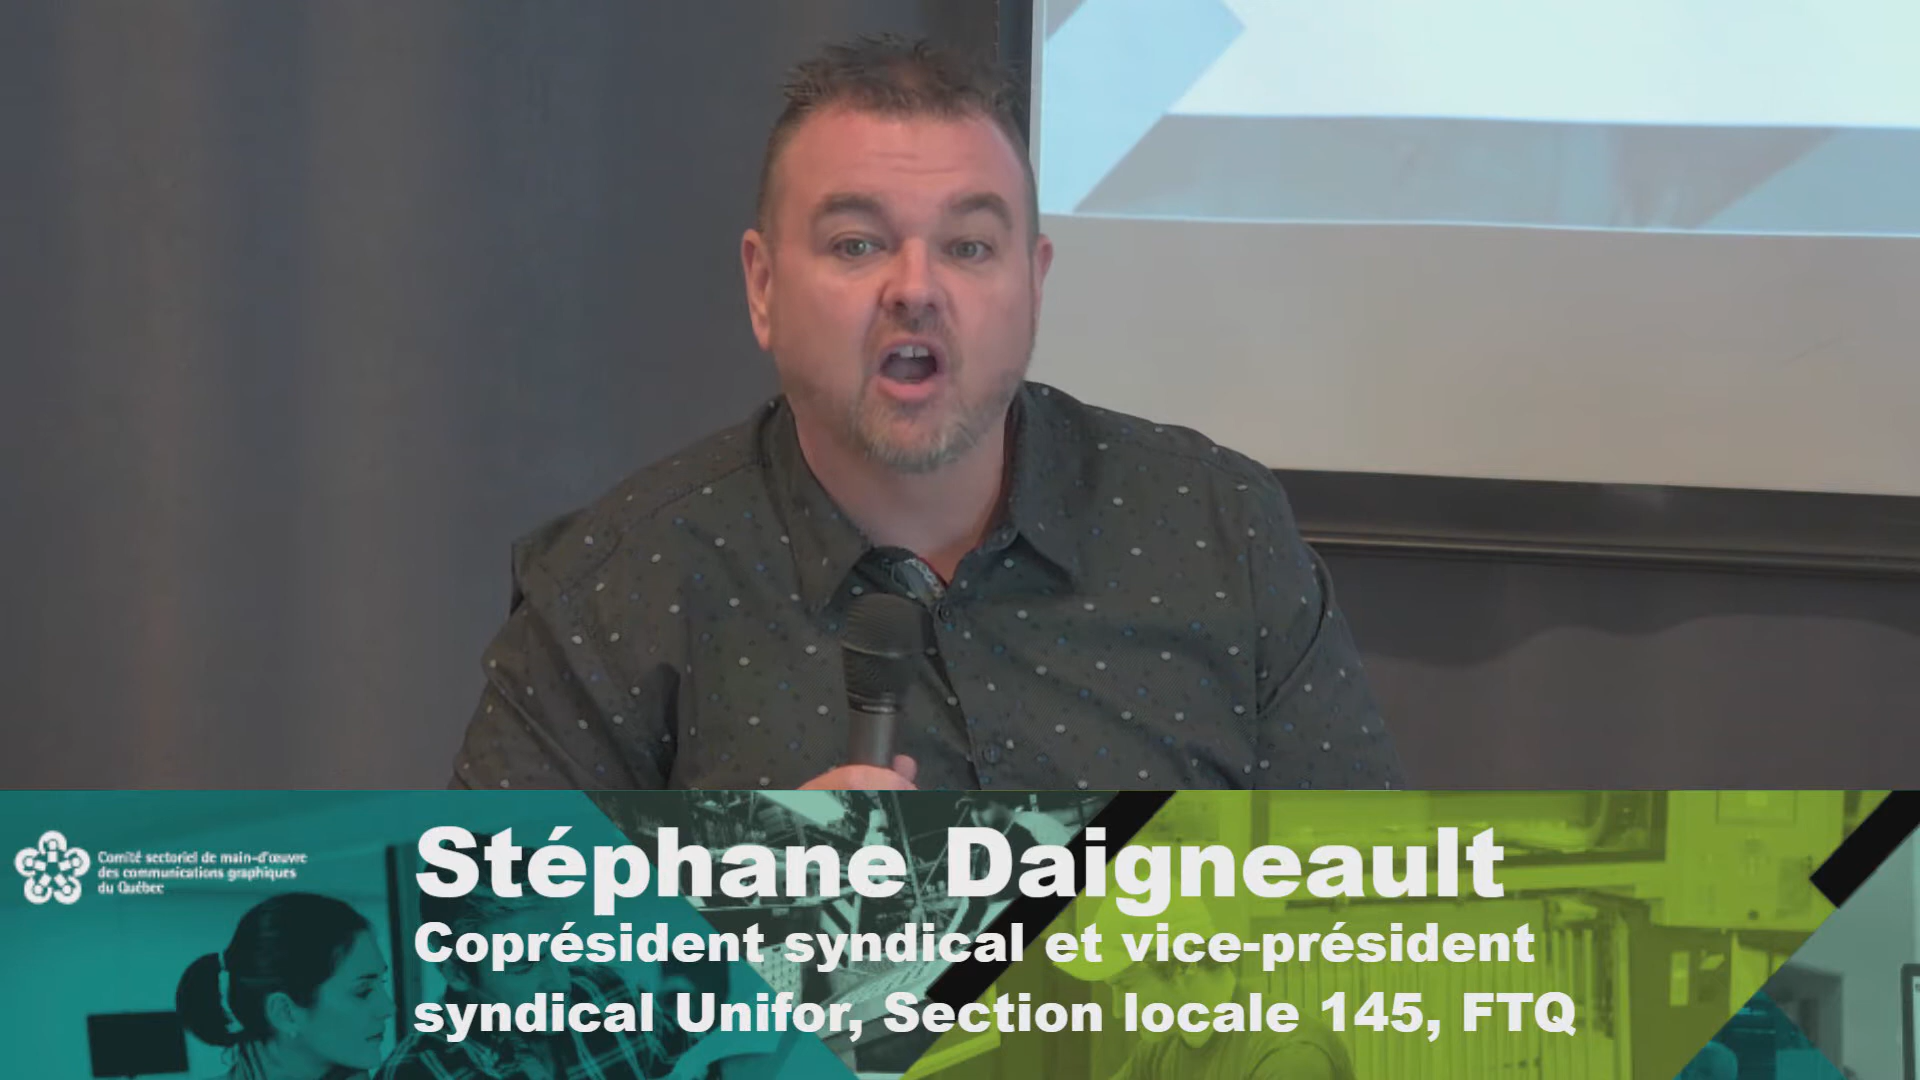 Comité sectoriel de main-d'œuvre
des communications graphiques
du Québec
Stéphane Daigneault
Coprésident syndical et vice-président
syndical Unifor, Section locale 145, FTQ